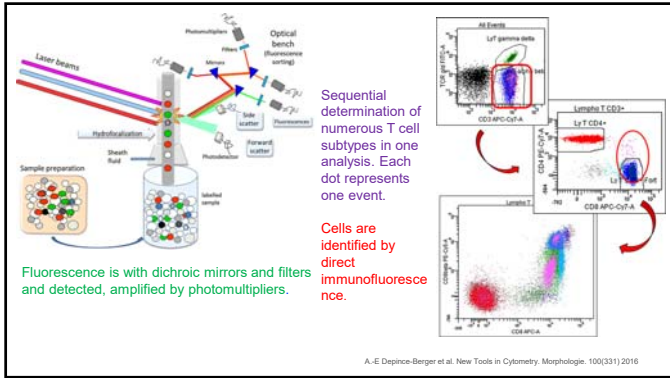 Photomultipliers
Filters
Mirrors
Optical
bench
(fluorescence
sorting)
Laser beams
Side
scatter
Fluorescences
Hydrofocalization
Forward
scatter
Photodetector
Sheath
fluid
Sample preparation
labelled
sample
Fluorescence is with dichroic mirrors and filters
and detected, amplified by photomultipliers.
Sequential
determination of
numerous T cell
subtypes in one
analysis. Each
dot represents
one event.
Cells are
identified by
direct
immunofluoresce
nce.
All Events
LyT gamma delta
CD3 APC-Cy7-A
Lympho T CD3+
Ly T CD4+
CD4 PE-Cy7-A
CD8 APC-Cy7-A
Lympho T
CD8 APC-A
A.-E Depince-Berger et al. New Tools in Cytometry. Morphologie. 100(331) 2016